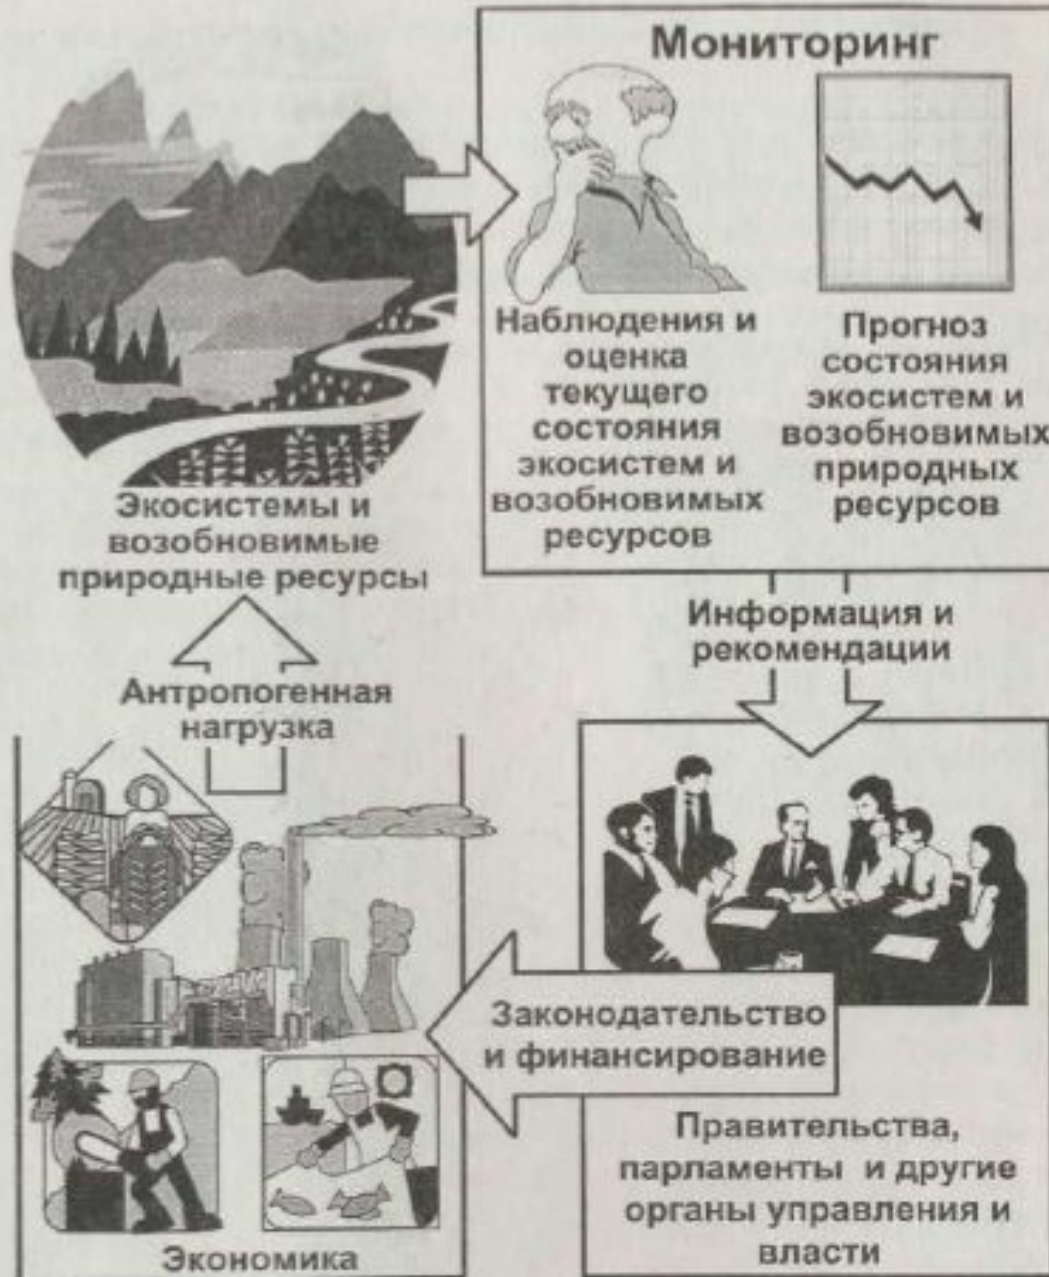 Мониторинг
Наблюдения и
оценка
текущего
состояния
экосистем и
возобновимых
ресурсов
Прогноз
состояния
экосистем и
возобновимых
природных
ресурсов
Экосистемы и
возобновимые
природные ресурсы
Информация и
рекомендации
Антропогенная
нагрузка
Законодательство
и финансирование
Правительства,
парламенты и другие
органы управления и
власти
Экономика